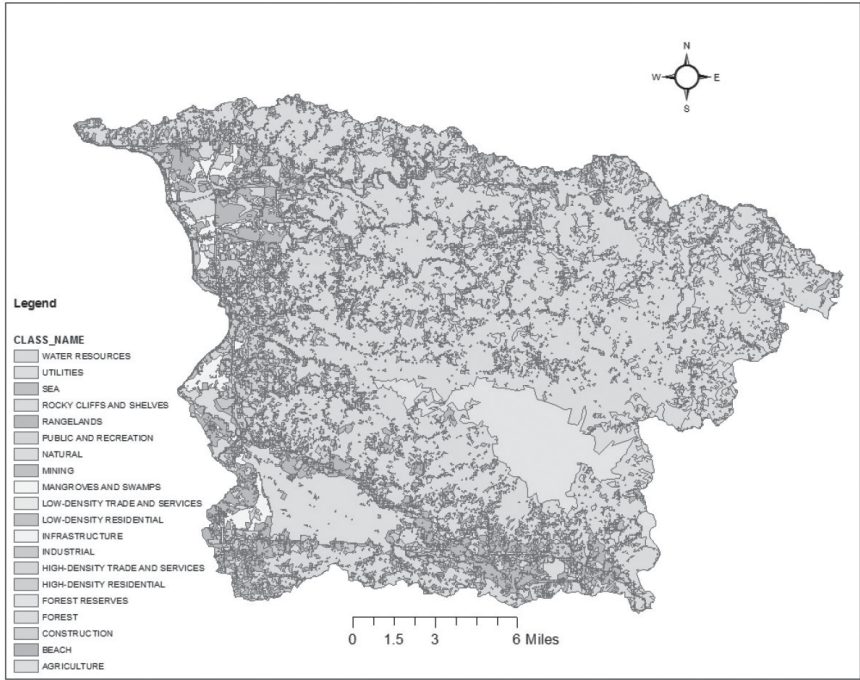 N
W E
S
Legend
CLASS_NAME
WATER RESOURCES
UTILITIES
SEA
ROCKY CLIFFS AND SHELVES
RANGELANDS
PUBLIC AND RECREATION
NATURAL
MINING
MANGROVES AND SWAMPS
LOW-DENSITY TRADE AND SERVICES
LOW-DENSITY RESIDENTIAL
INFRASTRUCTURE
INDUSTRIAL
HIGH-DENSITY TRADE AND SERVICES
HIGH-DENSITY RESIDENTIAL
FOREST RESERVES
FOREST
CONSTRUCTION
BEACH
AGRICULTURE
0 1.5 3 6 Miles